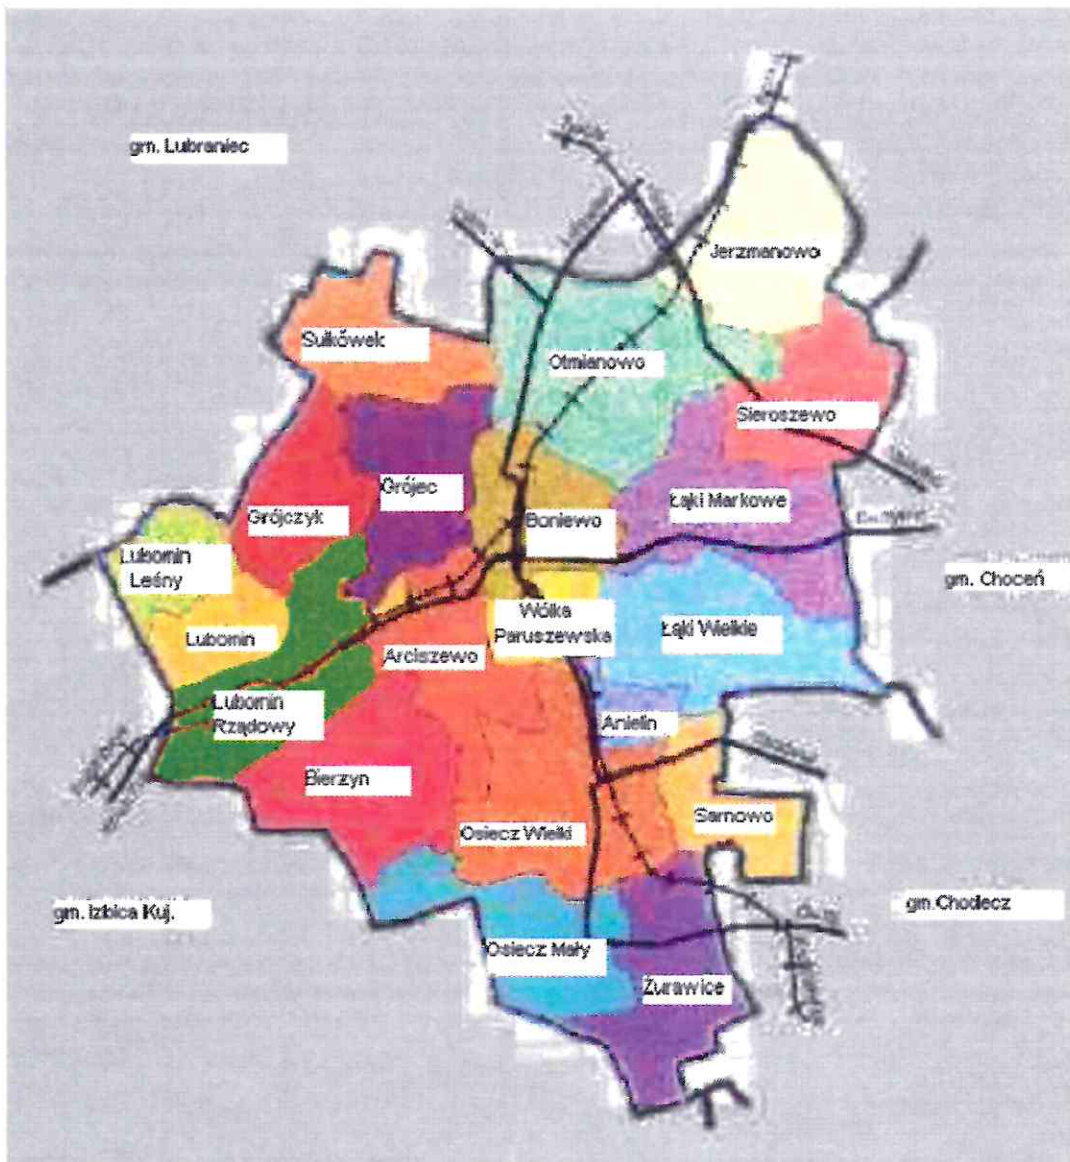 gm. Lubraniec
Jerzmanowo
Sułkówek
Otmianowo
Sieroszewo
Grójec
Łąki Markowe
Grójczyk
Boniewo
Lubomin
Leśny
gm. Choceń
Wólka
Paruszewska
Łąki Wielkie
Lubomin
Arciszewo
Lubomin
Rządowy
Anielin
Bierzyn
Sarnowo
Osiecz Wielki
gm. Izbica Kuj.
gm.Chodecz
Osiecz Mały
Żurawice